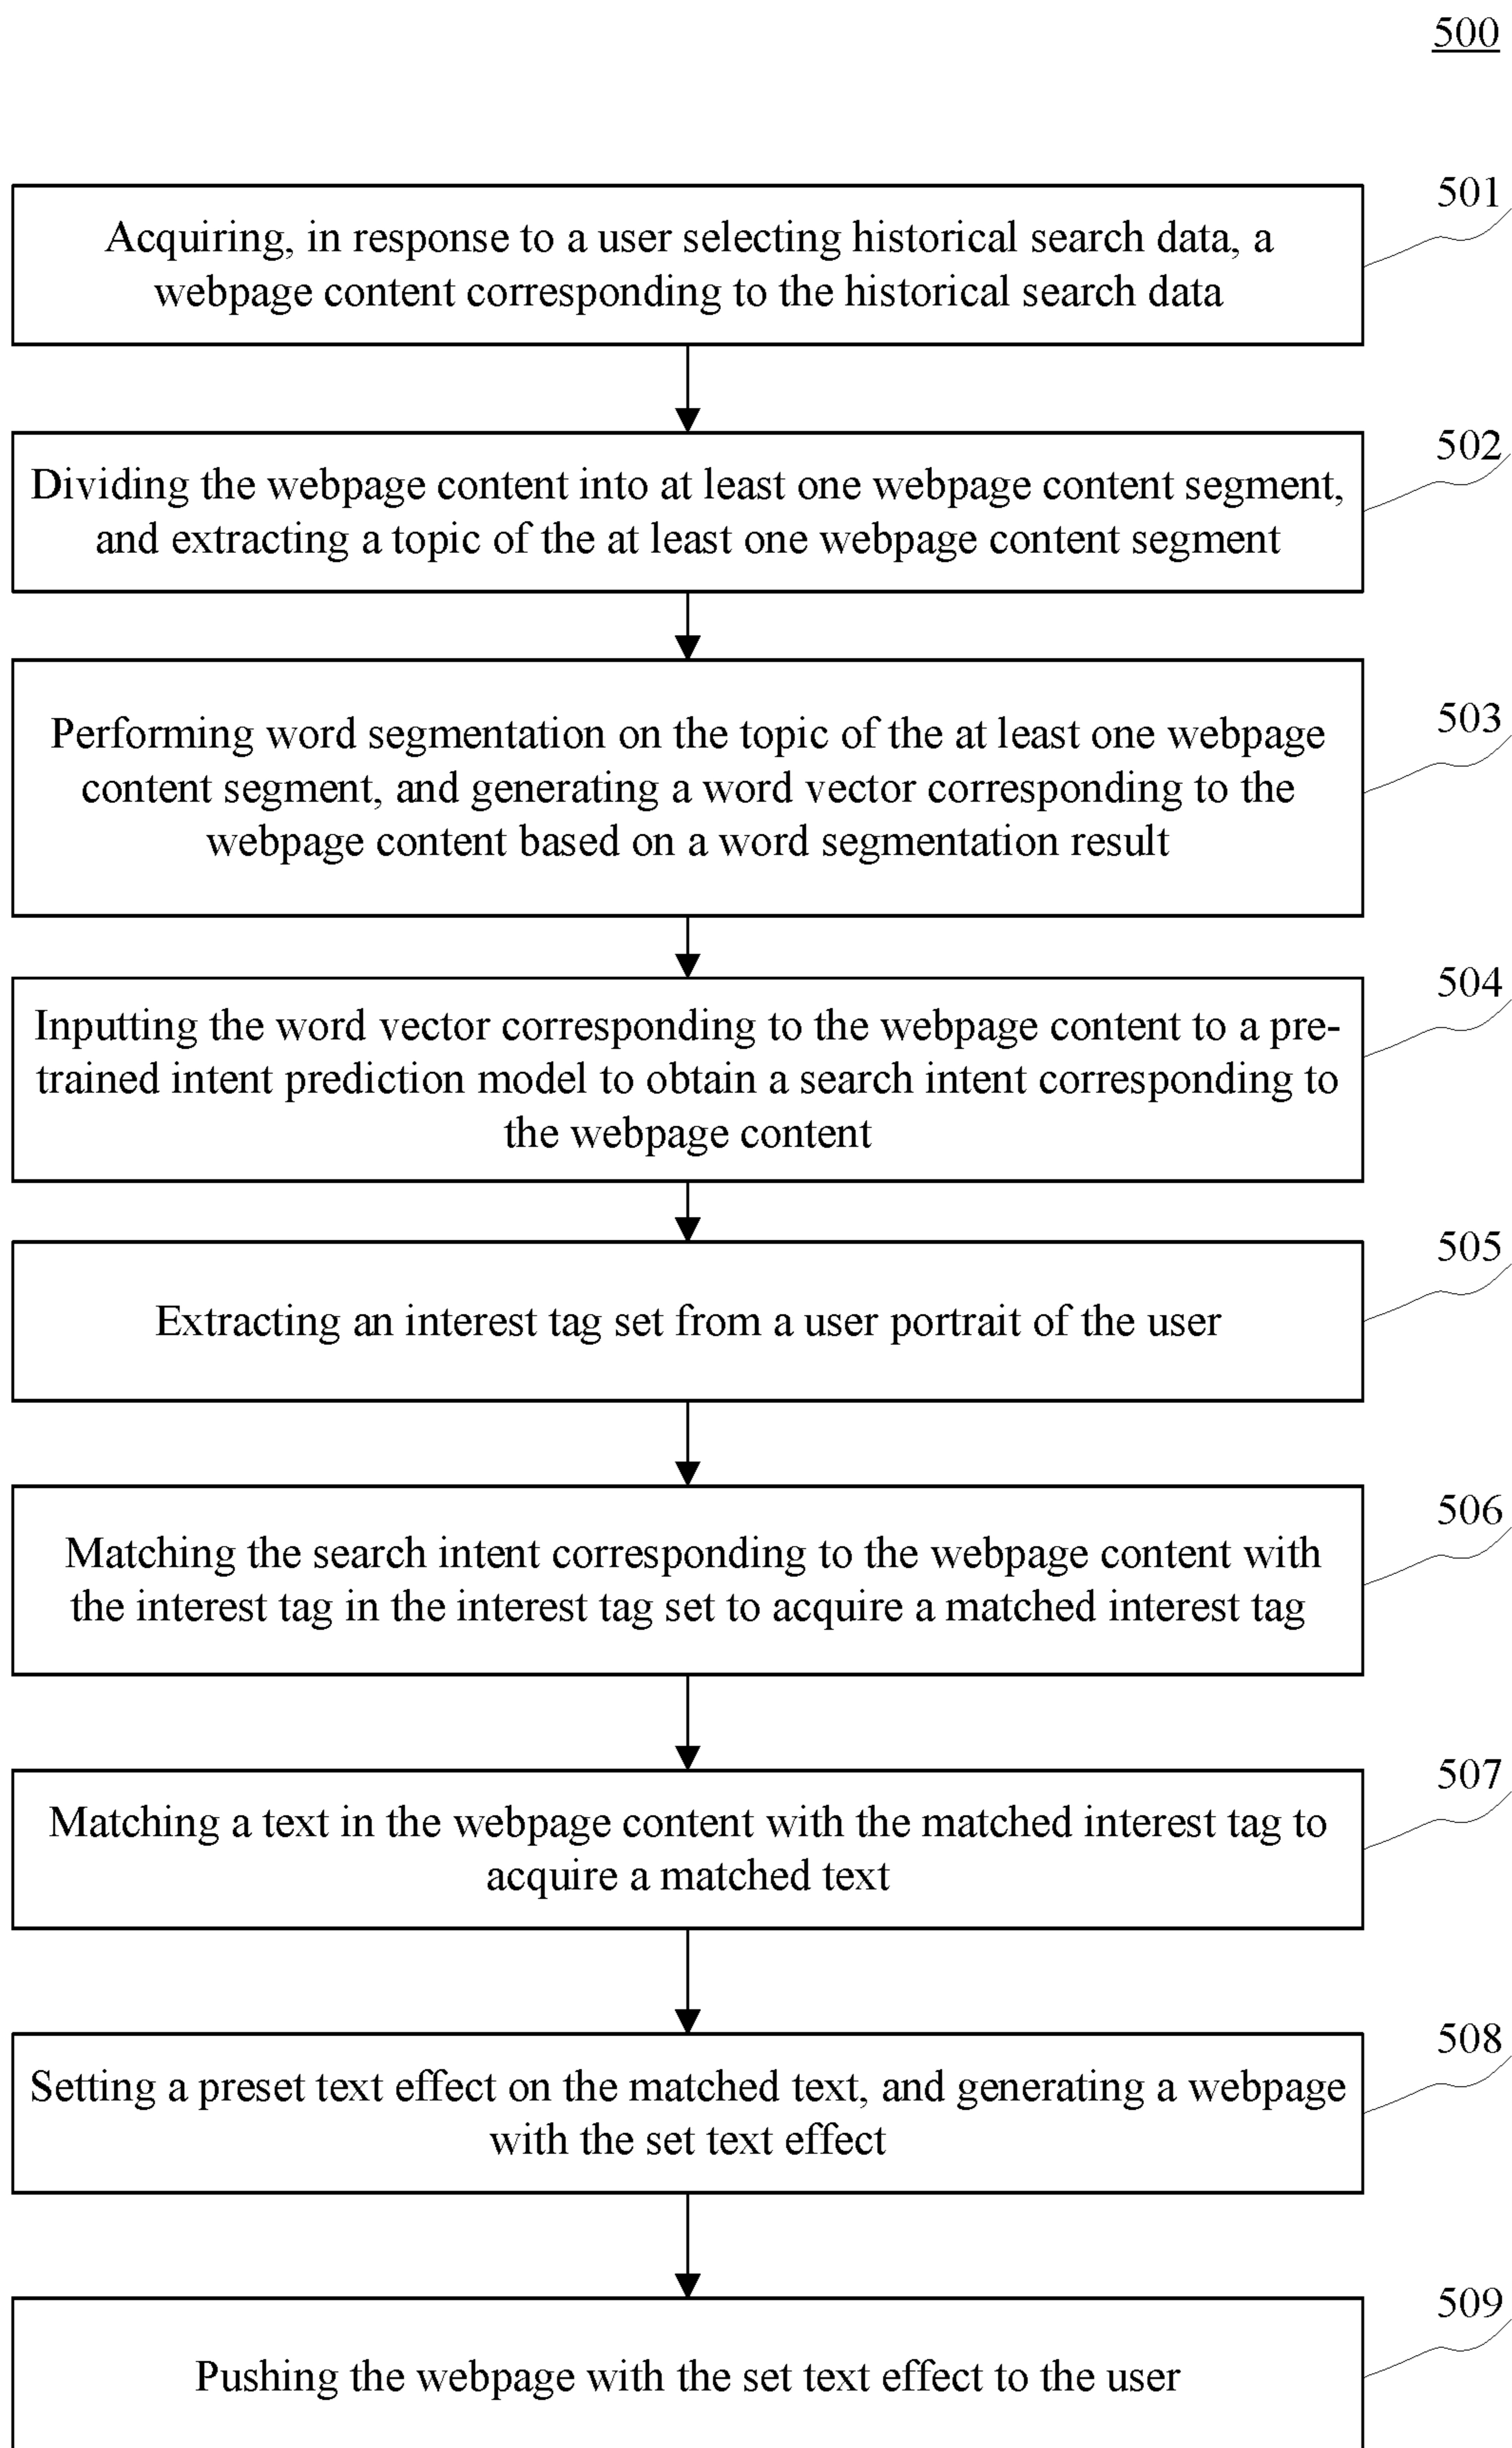 500
501
Acquiring, in response to a user selecting historical search data, a
webpage content corresponding to the historical search data
502
Dividing the webpage content into at least one webpage content segment,
and extracting a topic of the at least one webpage content segment
503
Performing word segmentation on the topic of the at least one webpage
content segment, and generating a word vector corresponding to the
webpage content based on a word segmentation result
504
Inputting the word vector corresponding to the webpage content to a pre-
trained intent prediction model to obtain a search intent corresponding to
the webpage content
505
Extracting an interest tag set from a user portrait of the user
506
Matching the search intent corresponding to the webpage content with
the interest tag in the interest tag set to acquire a matched interest tag
507
Matching a text in the webpage content with the matched interest tag to
acquire a matched text
508
Setting a preset text effect on the matched text, and generating a webpage
with the set text effect
509
Pushing the webpage with the set text effect to the user